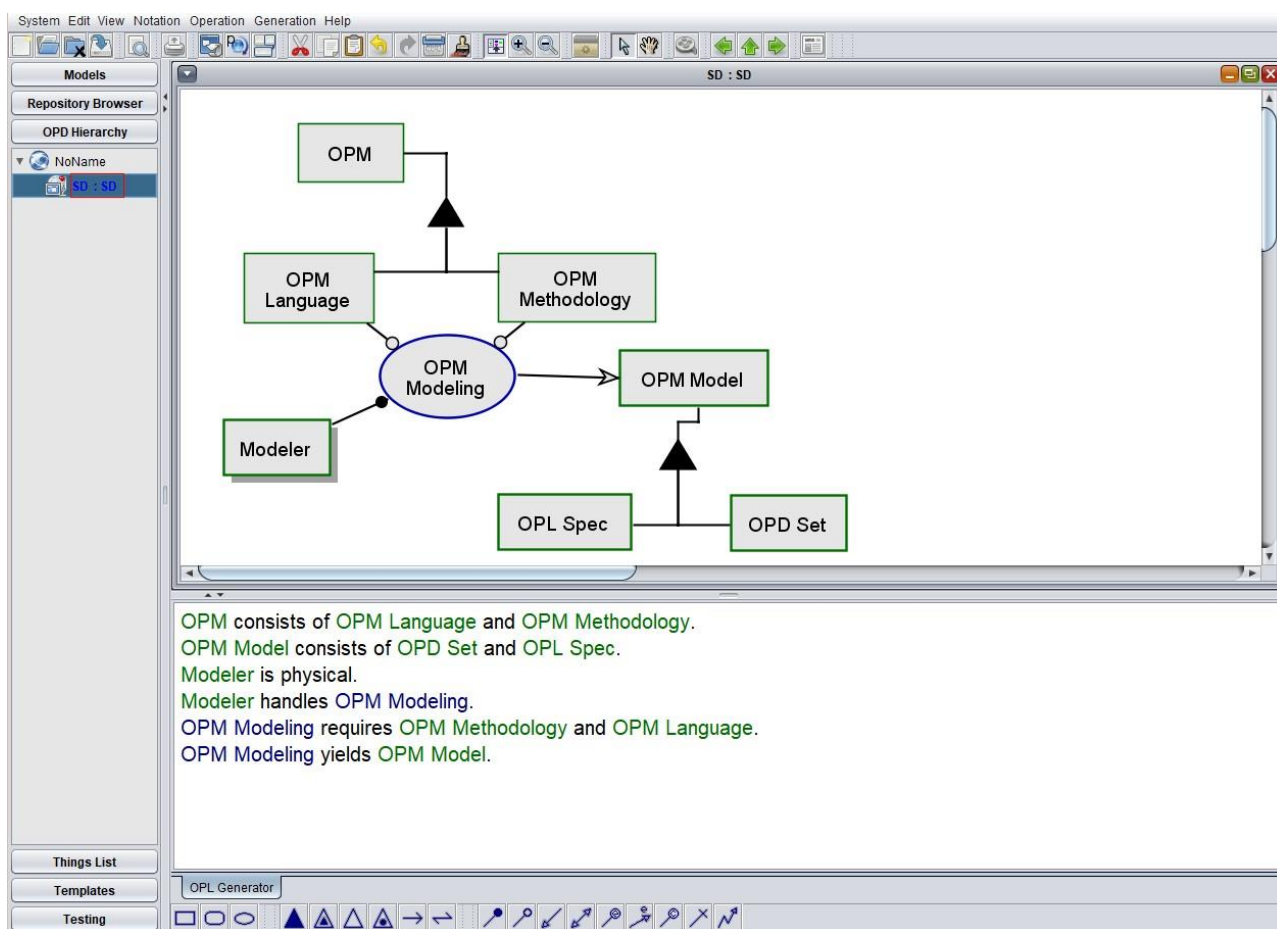 System Edit View Notation Operation Generation Help
Models
Repository Browser
OPD Hierarchy
NoName
SD : SD
SD : SD
OPM
OPM
Language
OPM
Methodology
OPM
Modeling
OPM Model
Modeler
OPL Spec
OPD Set
OPM consists of OPM Language and OPM Methodology.
OPM Model consists of OPD Set and OPL Spec.
Modeler is physical.
Modeler handles OPM Modeling.
OPM Modeling requires OPM Methodology and OPM Language.
OPM Modeling yields OPM Model.
Things List
Templates
Testing
OPL Generator